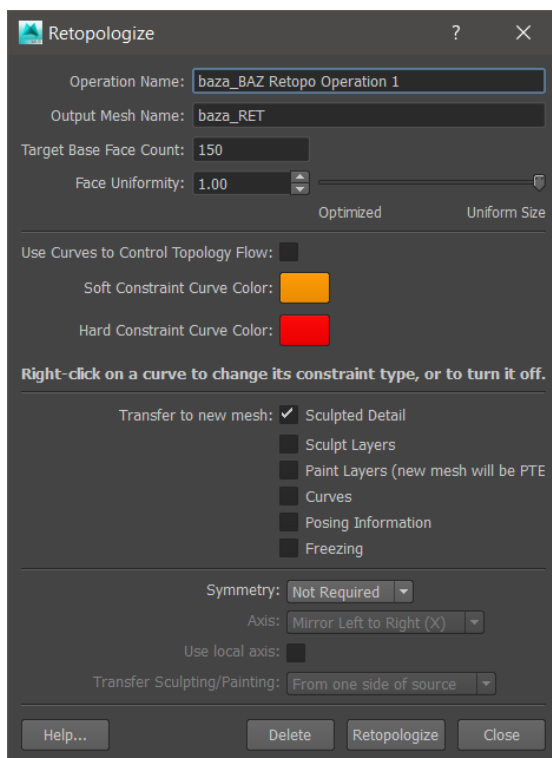 Retopologize ? ×
Operation Name: baza_BAZ Retopo Operation 1
Output Mesh Name: baza_RET
Target Base Face Count: 150
Face Uniformity: 1.00
Optimized Uniform Size
Use Curves to Control Topology Flow:
Soft Constraint Curve Color:
Hard Constraint Curve Color:
Right-click on a curve to change its constraint type, or to turn it off.
Transfer to new mesh: ✓ Sculpted Detail
Sculpt Layers
Paint Layers (new mesh will be PTE
Curves
Posing Information
Freezing
Symmetry: Not Required
Axis: Mirror Left to Right (X)
Use local axis:
Transfer Sculpting/Painting: From one side of source
Help... Delete Retopologize Close